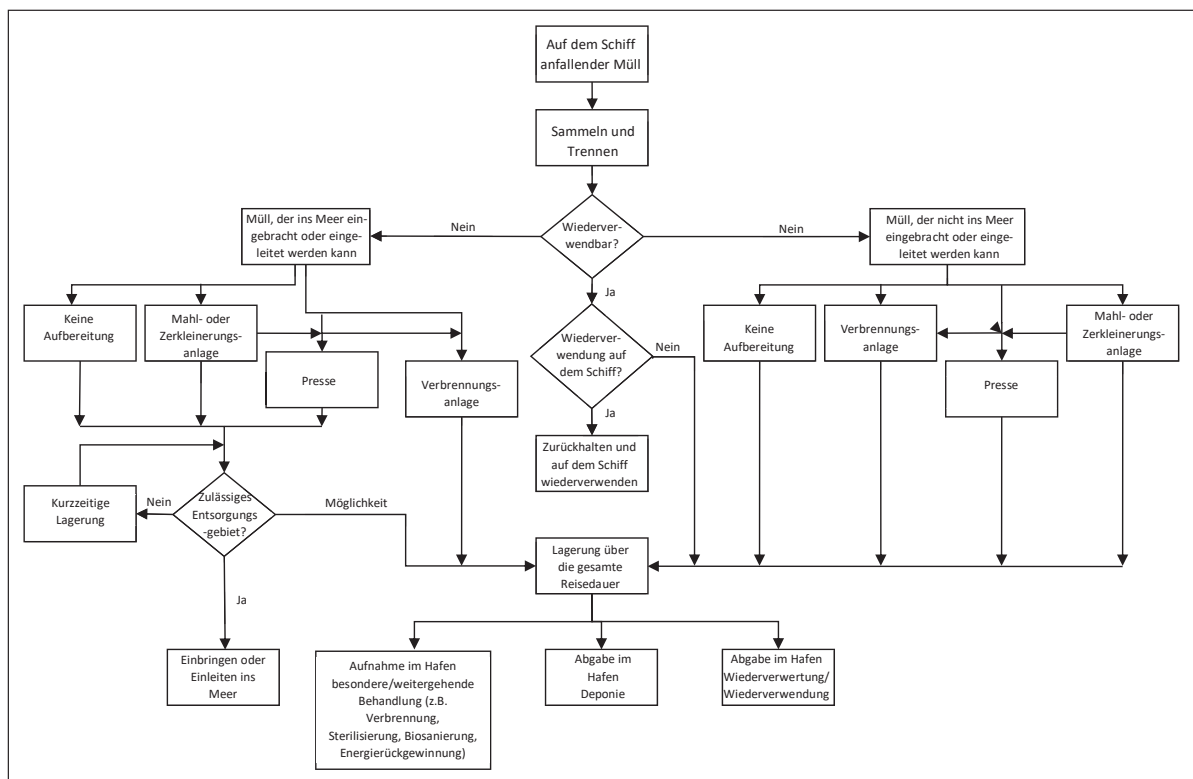 Auf dem Schiff
anfallender Müll
Sammeln und
Trennen
Müll, der ins Meer ein-
gebracht oder einge-
leitet werden kann
Nein
Wiederver-
wendbar?
Nein
Müll, der nicht ins Meer
eingebracht oder einge-
leitet werden kann
Ja
Keine
Aufbereitung
Mahl- oder
Zerkleinerungs-
anlage
Presse
Verbrennungs-
anlage
Wiederver-
wendung auf
dem Schiff?
Nein
Keine
Aufbereitung
Verbrennungs-
anlage
Presse
Mahl- oder
Zerkleinerungs-
anlage
Ja
Zurückhalten und
auf dem Schiff
wiederverwenden
Kurzzeitige
Lagerung
Nein
Zulässiges
Entsorgungs
-gebiet?
Möglichkeit
Lagerung über
die gesamte
Reisedauer
Ja
Einbringen oder
Einleiten ins
Meer
Aufnahme im Hafen
besondere/weitergehende
Behandlung (z.B.
Verbrennung,
Sterilisierung, Biosanierung,
Energierückgewinnung)
Abgabe im
Hafen
Deponie
Abgabe im Hafen
Wiederverwertung/
Wiederverwendung